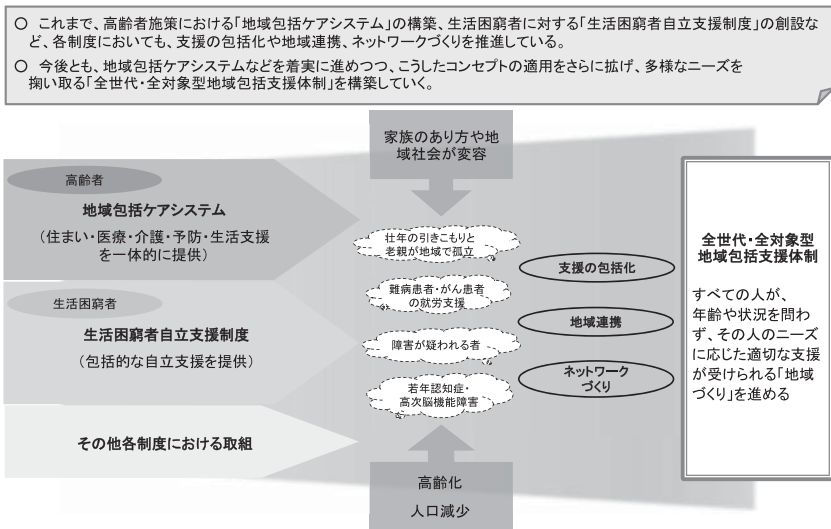 ○ これまで、高齢者施策における「地域包括ケアシステム」の構築、生活困窮者に対する「生活困窮者自立支援制度」の創設な
ど、各制度においても、支援の包括化や地域連携、ネットワークづくりを推進している。
○ 今後とも、地域包括ケアシステムなどを着実に進めつつ、こうしたコンセプトの適用をさらに拡げ、多様なニーズを
掬い取る「全世代・全対象型地域包括支援体制」を構築していく。
家族のあり方や地
域社会が変容
高齢者
地域包括ケアシステム
（住まい・医療・介護・予防・生活支援
を一体的に提供）
生活困窮者
生活困窮者自立支援制度
（包括的な自立支援を提供）
その他各制度における取組
壮年の引きこもりと
老親が地域で孤立
難病患者・がん患者
の就労支援
障害が疑われる者
若年認知症・
高次脳機能障害
高齢化
人口減少
支援の包括化
地域連携
ネットワーク
づくり
全世代・全対象型
地域包括支援体制
すべての人が、
年齢や状況を問わ
ず、その人のニーズ
に応じた適切な支援
が受けられる「地域
づくり」を進める